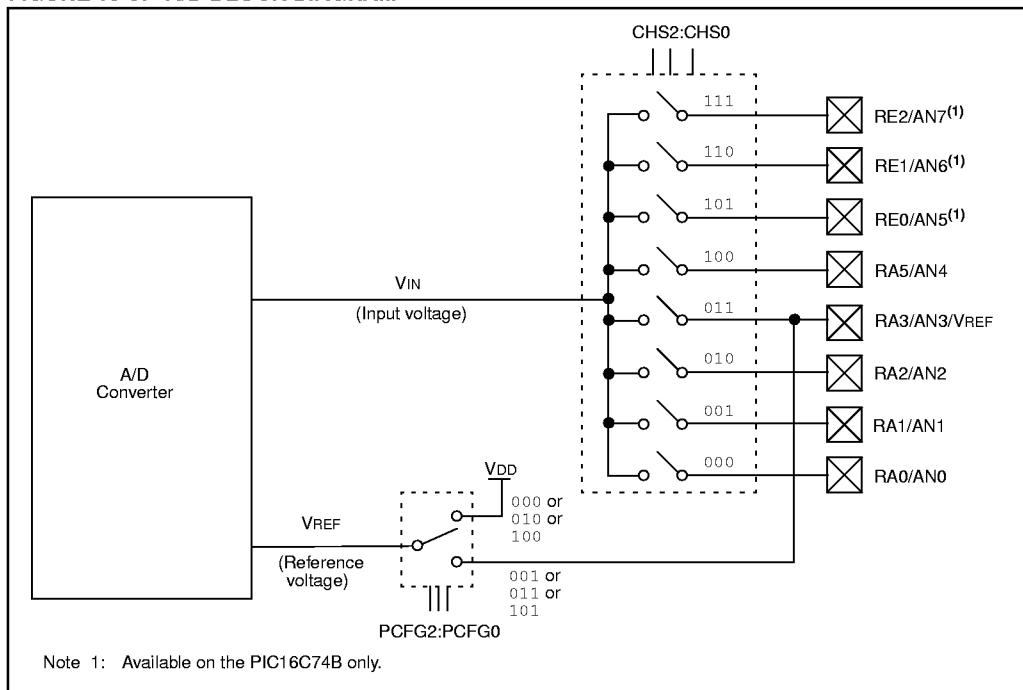 CHS2:CHS0
111
RE2/AN7(1)
110
RE1/AN6(1)
101
RE0/AN5(1)
100
RA5/AN4
VIN
(Input voltage)
011
RA3/AN3/VREF
010
RA2/AN2
A/D
Converter
001
RA1/AN1
000
RA0/AN0
VDD
000 or
010 or
100
VREF
(Reference
voltage)
001 or
011 or
101
PCFG2:PCFG0
Note 1: Available on the PIC16C74B only.